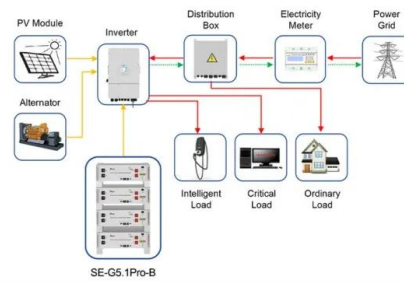 PV Module
Inverter
Distribution
Box
Electricity
Meter
Power
Grid
Alternator
Intelligent
Load
Critical
Load
Ordinary
Load
SE-G5.1Pro-B